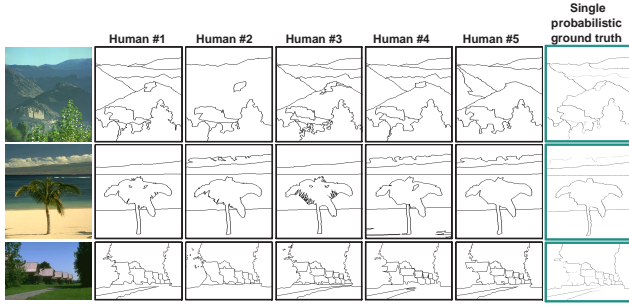 Single
probabilistic
ground truth
Human #1
Human #2
Human #3
Human #4
Human #5